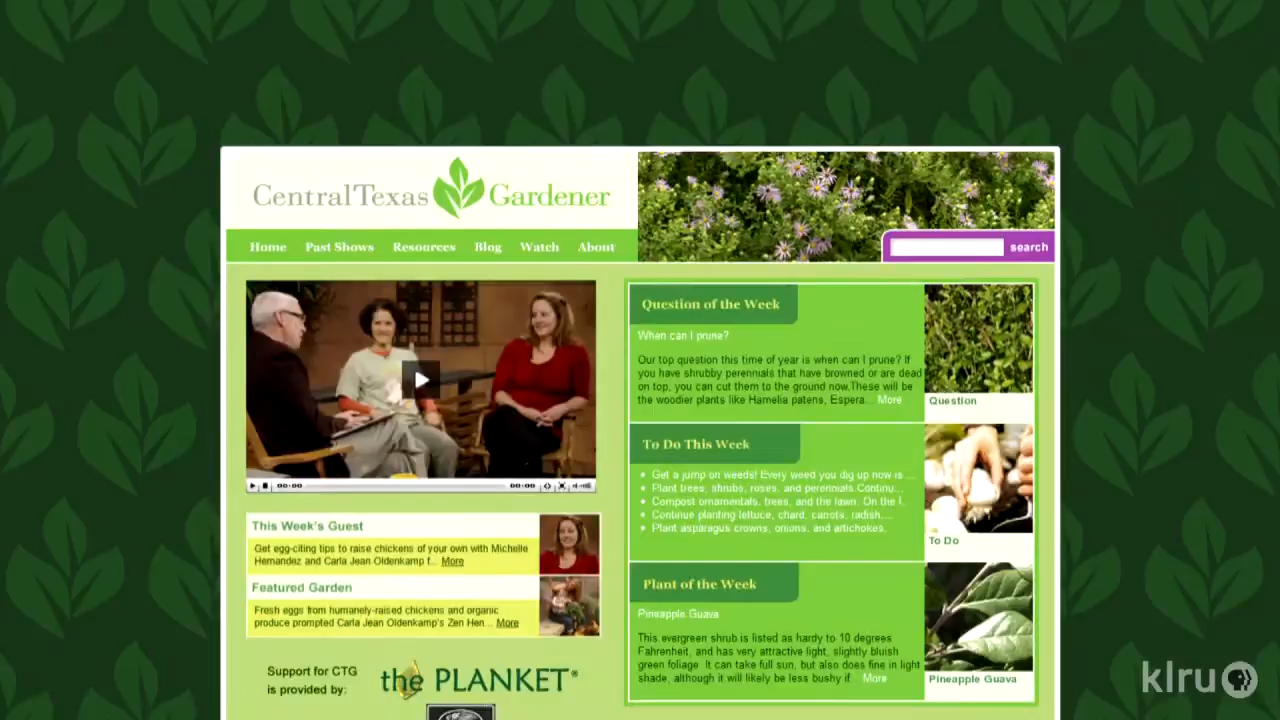 CentralTexas Gardener
Home Past Shows Resources Blog Watch About
search
00:00 00:00
This Week's Guest
Get egg-citing tips to raise chickens of your own with Michelle
Hernandez and Carla Jean Oldenkamp f... More
Featured Garden
Fresh eggs from humanely-raised chickens and organic
produce prompted Carla Jean Oldenkamp's Zen Hen... More
Support for CTG
is provided by:
the PLANKET®
Question of the Week
When can I prune?
Our top question this time of year is when can I prune? If
you have shrubby perennials that have browned or are dead
on top, you can cut them to the ground now.These will be
the woodier plants like Hamelia patens, Espera... More
Question
To Do This Week
• Get a jump on weeds! Every weed you dig up now is ...
• Plant trees, shrubs, roses, and perennials.Continu...
• Compost ornamentals, trees, and the lawn. On the l...
• Continue planting lettuce, chard, carrots, radish,...
• Plant asparagus crowns, onions, and artichokes.
To Do
Plant of the Week
Pineapple Guava
This evergreen shrub is listed as hardy to 10 degrees
Fahrenheit, and has very attractive light, slightly bluish
green foliage. It can take full sun, but also does fine in light
shade, although it will likely be less bushy if... More
Pineapple Guava
klru